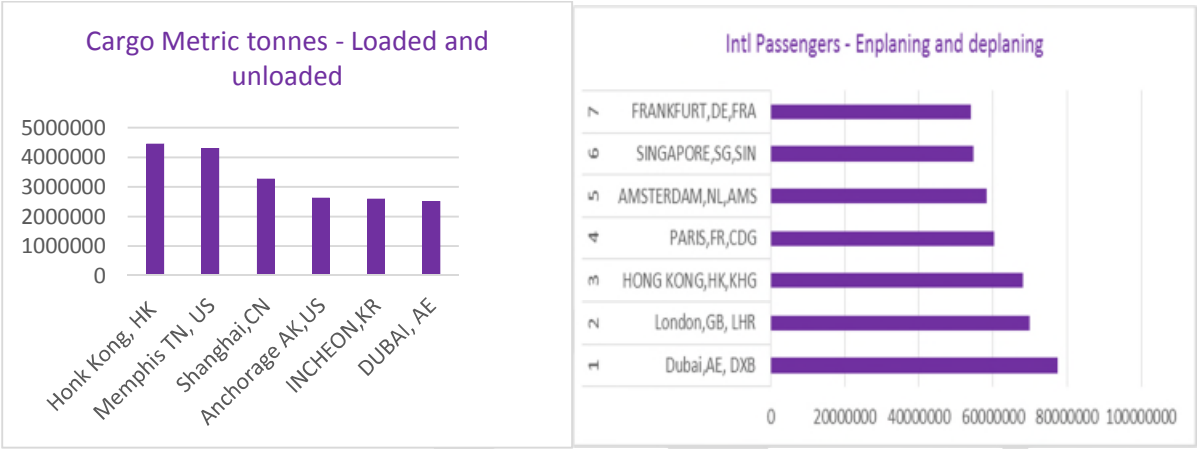 Cargo Metric tonnes - Loaded and
unloaded
5000000
4000000
3000000
2000000
1000000
0
Honk Kong, HK
Memphis TN, US
Shanghai,CN
Anchorage AK,US
INCHEON,KR
DUBAI, AE
Intl Passengers - Enplaning and deplaning
7 FRANKFURT,DE,FRA
6 SINGAPORE,SG,SIN
5 AMSTERDAM,NL,AMS
4 PARIS,FR,CDG
3 HONG KONG,HK,KHG
2 London,GB, LHR
1 Dubai,AE, DXB
0 20000000 40000000 60000000 80000000 100000000